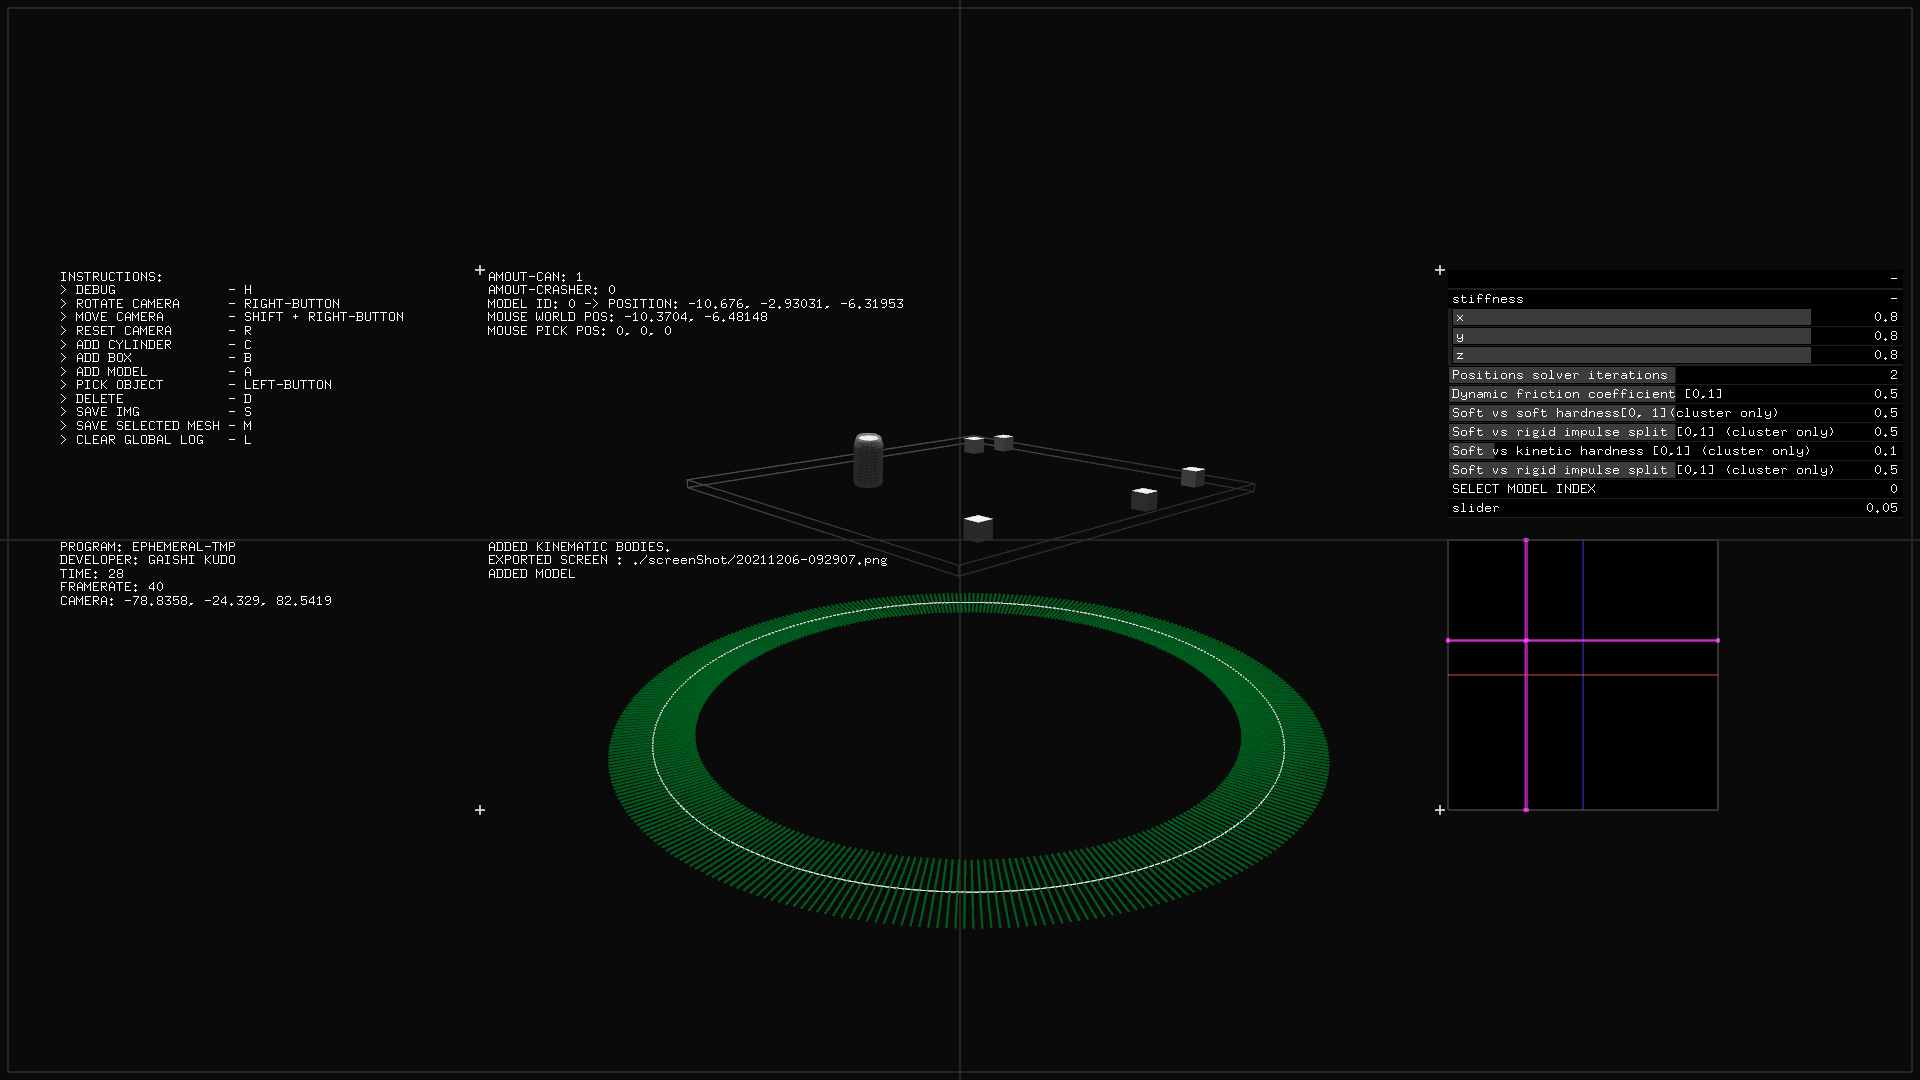 INSTRUCTIONS:
> DEBUG - H
> ROTATE CAMERA - RIGHT-BUTTON
> MOVE CAMERA - SHIFT + RIGHT-BUTTON
> RESET CAMERA - R
> ADD CYLINDER - C
> ADD BOX - B
> ADD MODEL - A
> PICK OBJECT - LEFT-BUTTON
> DELETE - D
> SAVE IMG - S
> SAVE SELECTED MESH - M
> CLEAR GLOBAL LOG - L
AMOUT-CAN: 1
AMOUT-CRASHER: 0
MODEL ID: 0 -> POSITION: -10.676, -2.93031, -6.31953
MOUSE WORLD POS: -10.3704, -6.48148
MOUSE PICK POS: 0, 0, 0
-
stiffness -
x 0.8
y 0.8
z 0.8
Positions solver iterations 2
Dynamic friction coefficient [0,1] 0.5
Soft vs soft hardness[0, 1](cluster only) 0.5
Soft vs rigid impulse split [0,1] (cluster only) 0.5
Soft vs kinetic hardness [0,1] (cluster only) 0.1
Soft vs rigid impulse split [0,1] (cluster only) 0.5
SELECT MODEL INDEX 0
slider 0.05
PROGRAM: EPHEMERAL-TMP
DEVELOPER: GAISHI KUDO
TIME: 28
FRAMERATE: 40
CAMERA: -78.8358, -24.329, 82.5419
ADDED KINEMATIC BODIES.
EXPORTED SCREEN : ./screenShot/20211206-092907.png
ADDED MODEL